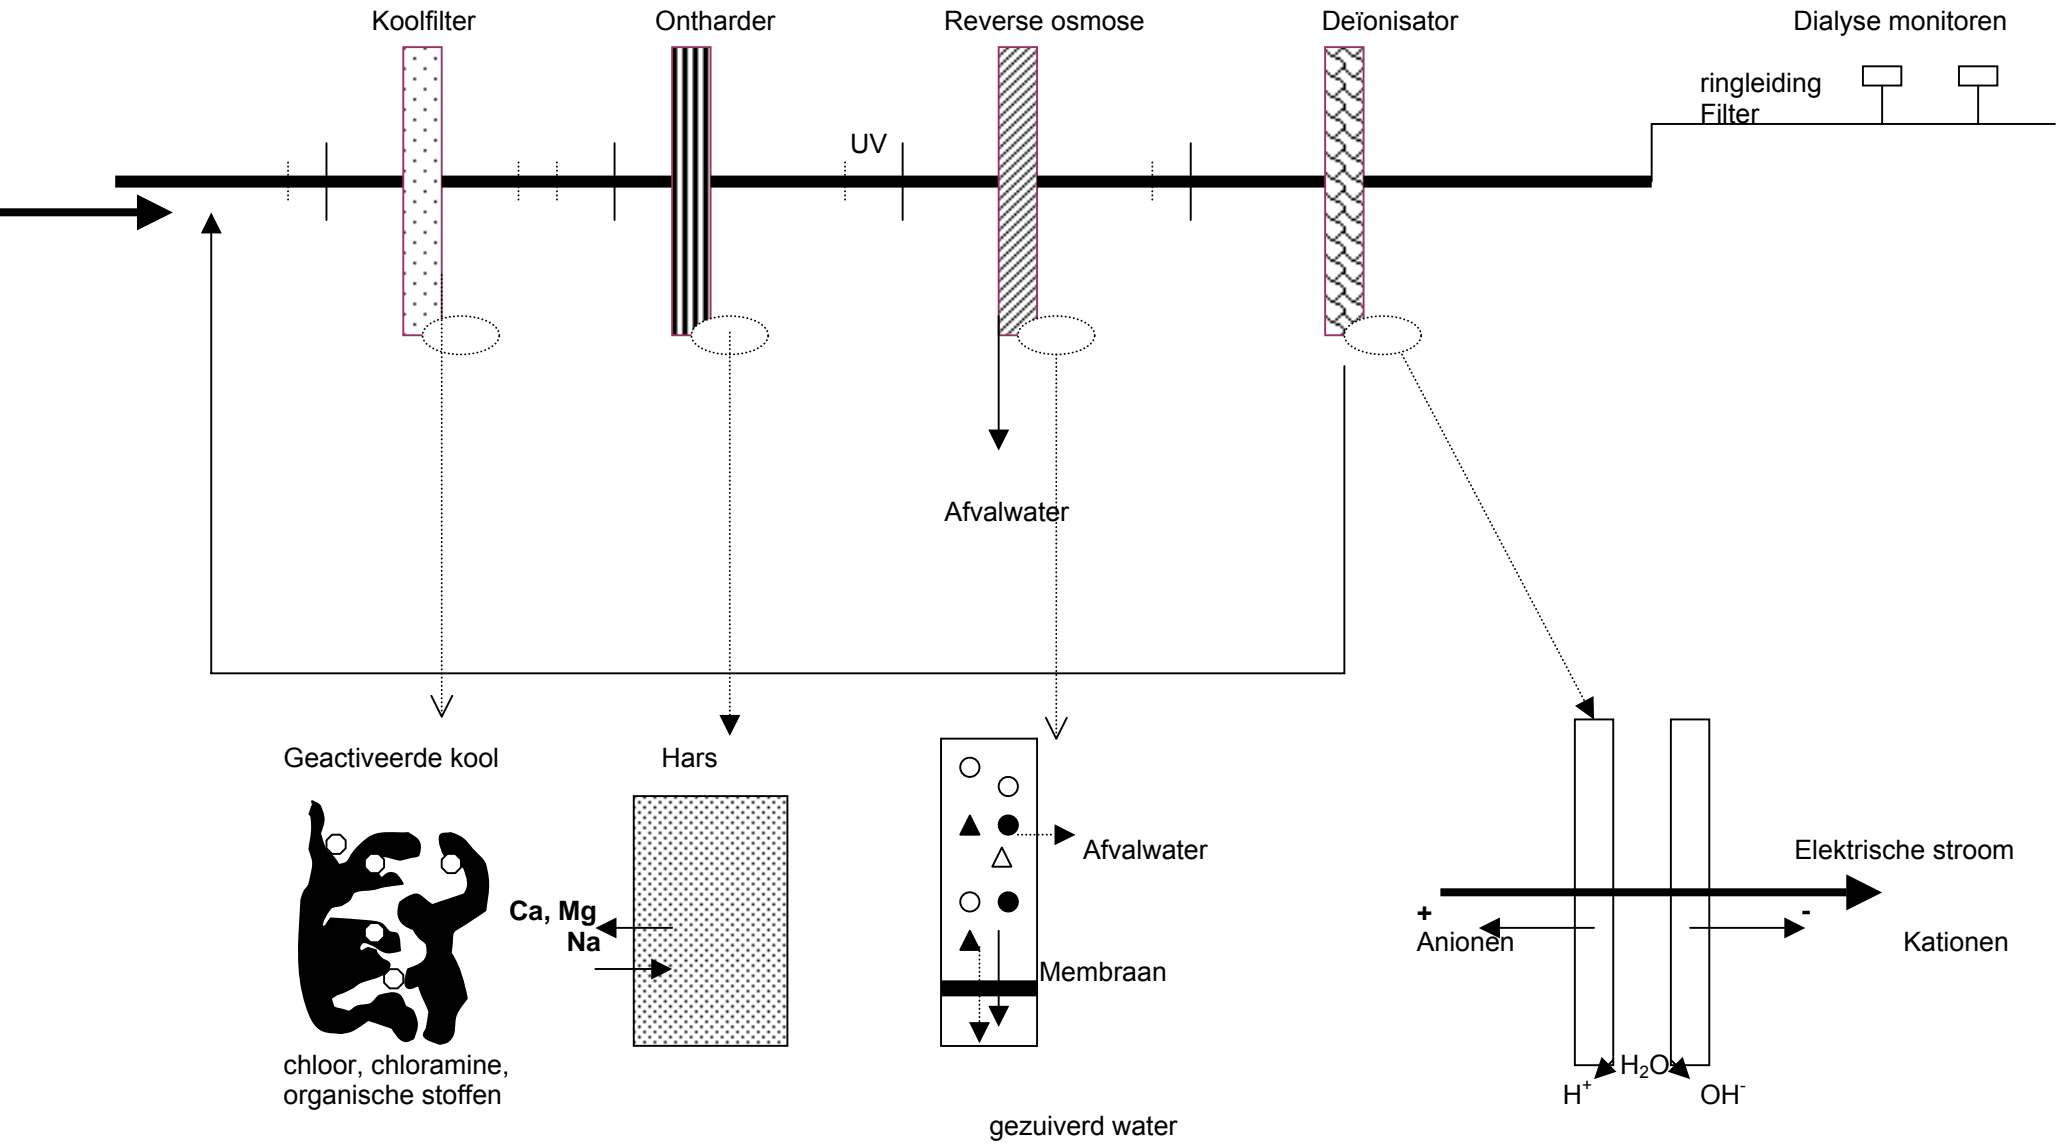 Koolfilter
Ontharder
Reverse osmose
Deïonisator
Dialyse monitoren
ringleiding
Filter
UV
Afvalwater
Geactiveerde kool
Hars
Afvalwater
Elektrische stroom
Ca, Mg
Na
+
-
Anionen
Kationen
Membraan
chloor, chloramine,
organische stoffen
H₂O
H⁺
OH⁻
gezuiverd water